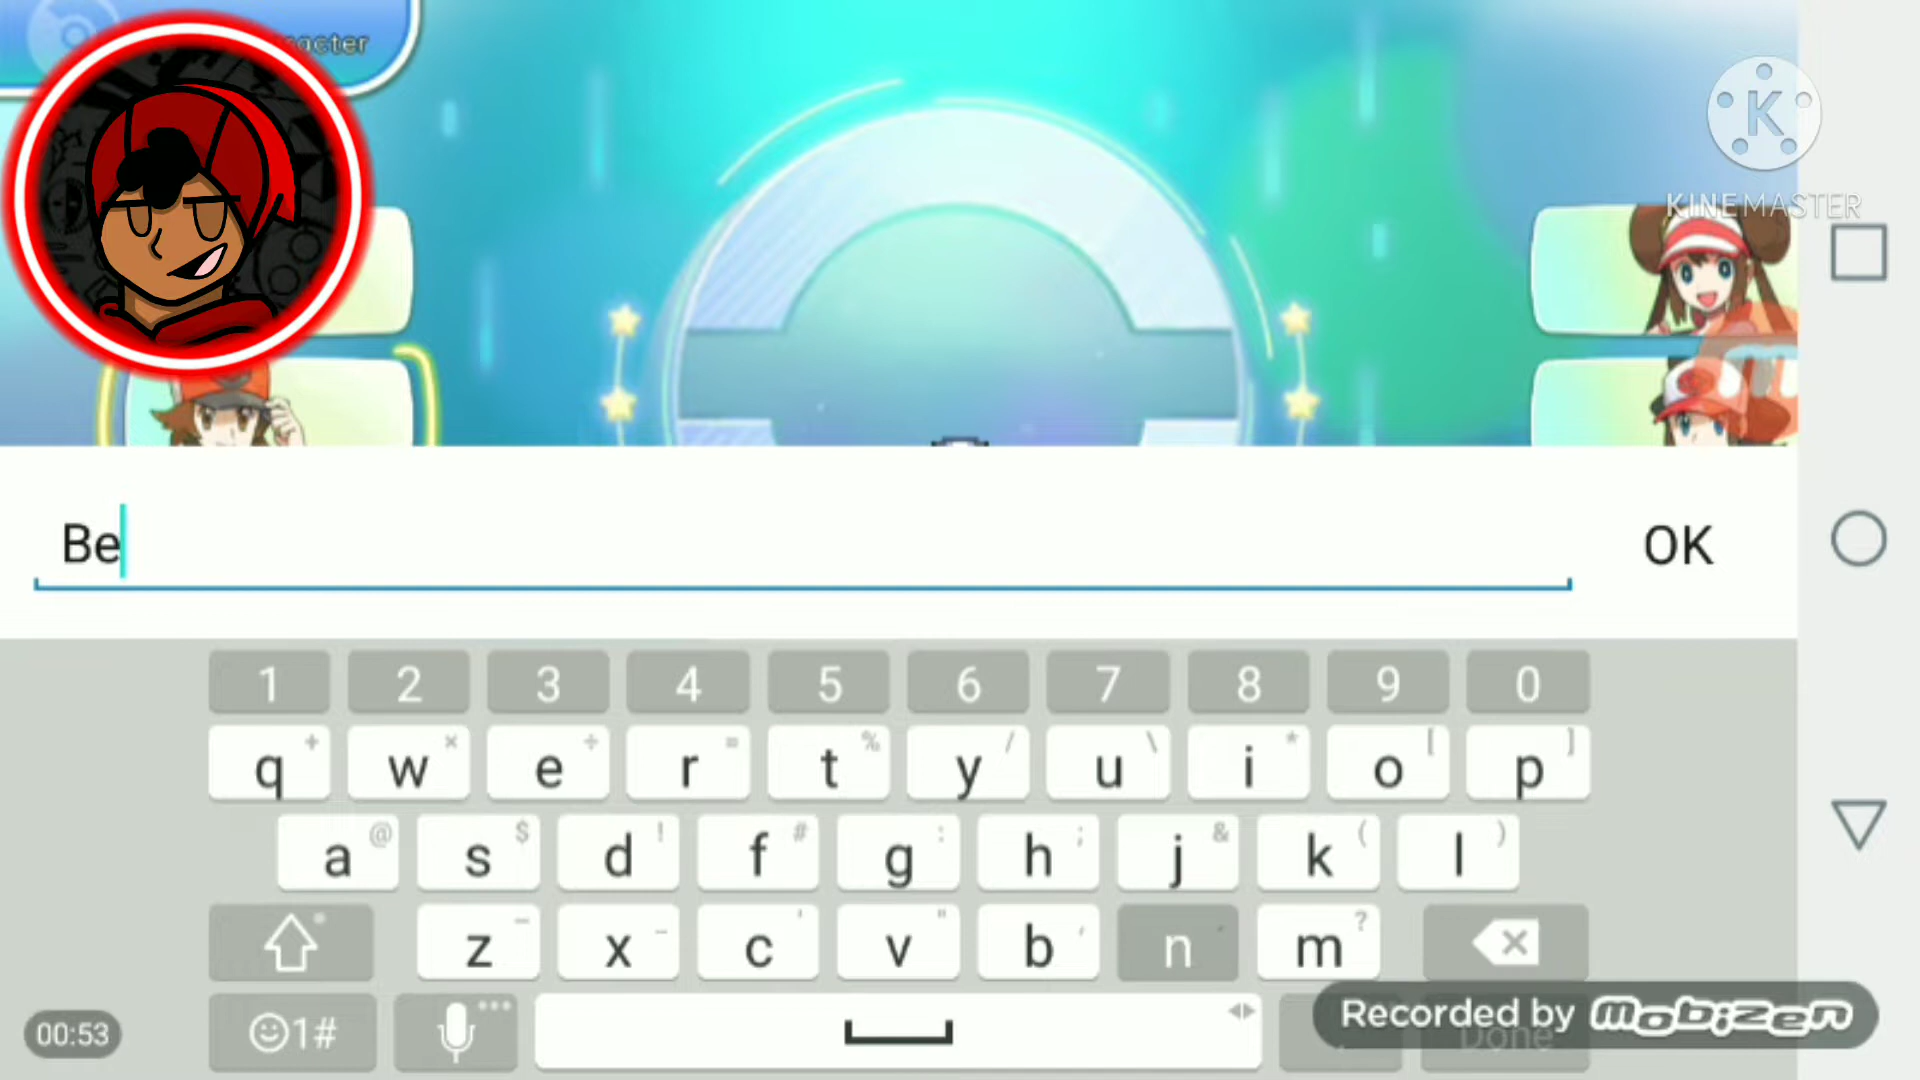 K
KINEMASTER
Be
OK
1 2 3 4 5 6 7 8 9 0
q + w × e ÷ r = t % y / u \ i * o [ p ]
a @ s $ d ! f # g : h ; j & k ( l )
z x c ' v " b n m ?
00:53
1#
Recorded by mobizen
Done